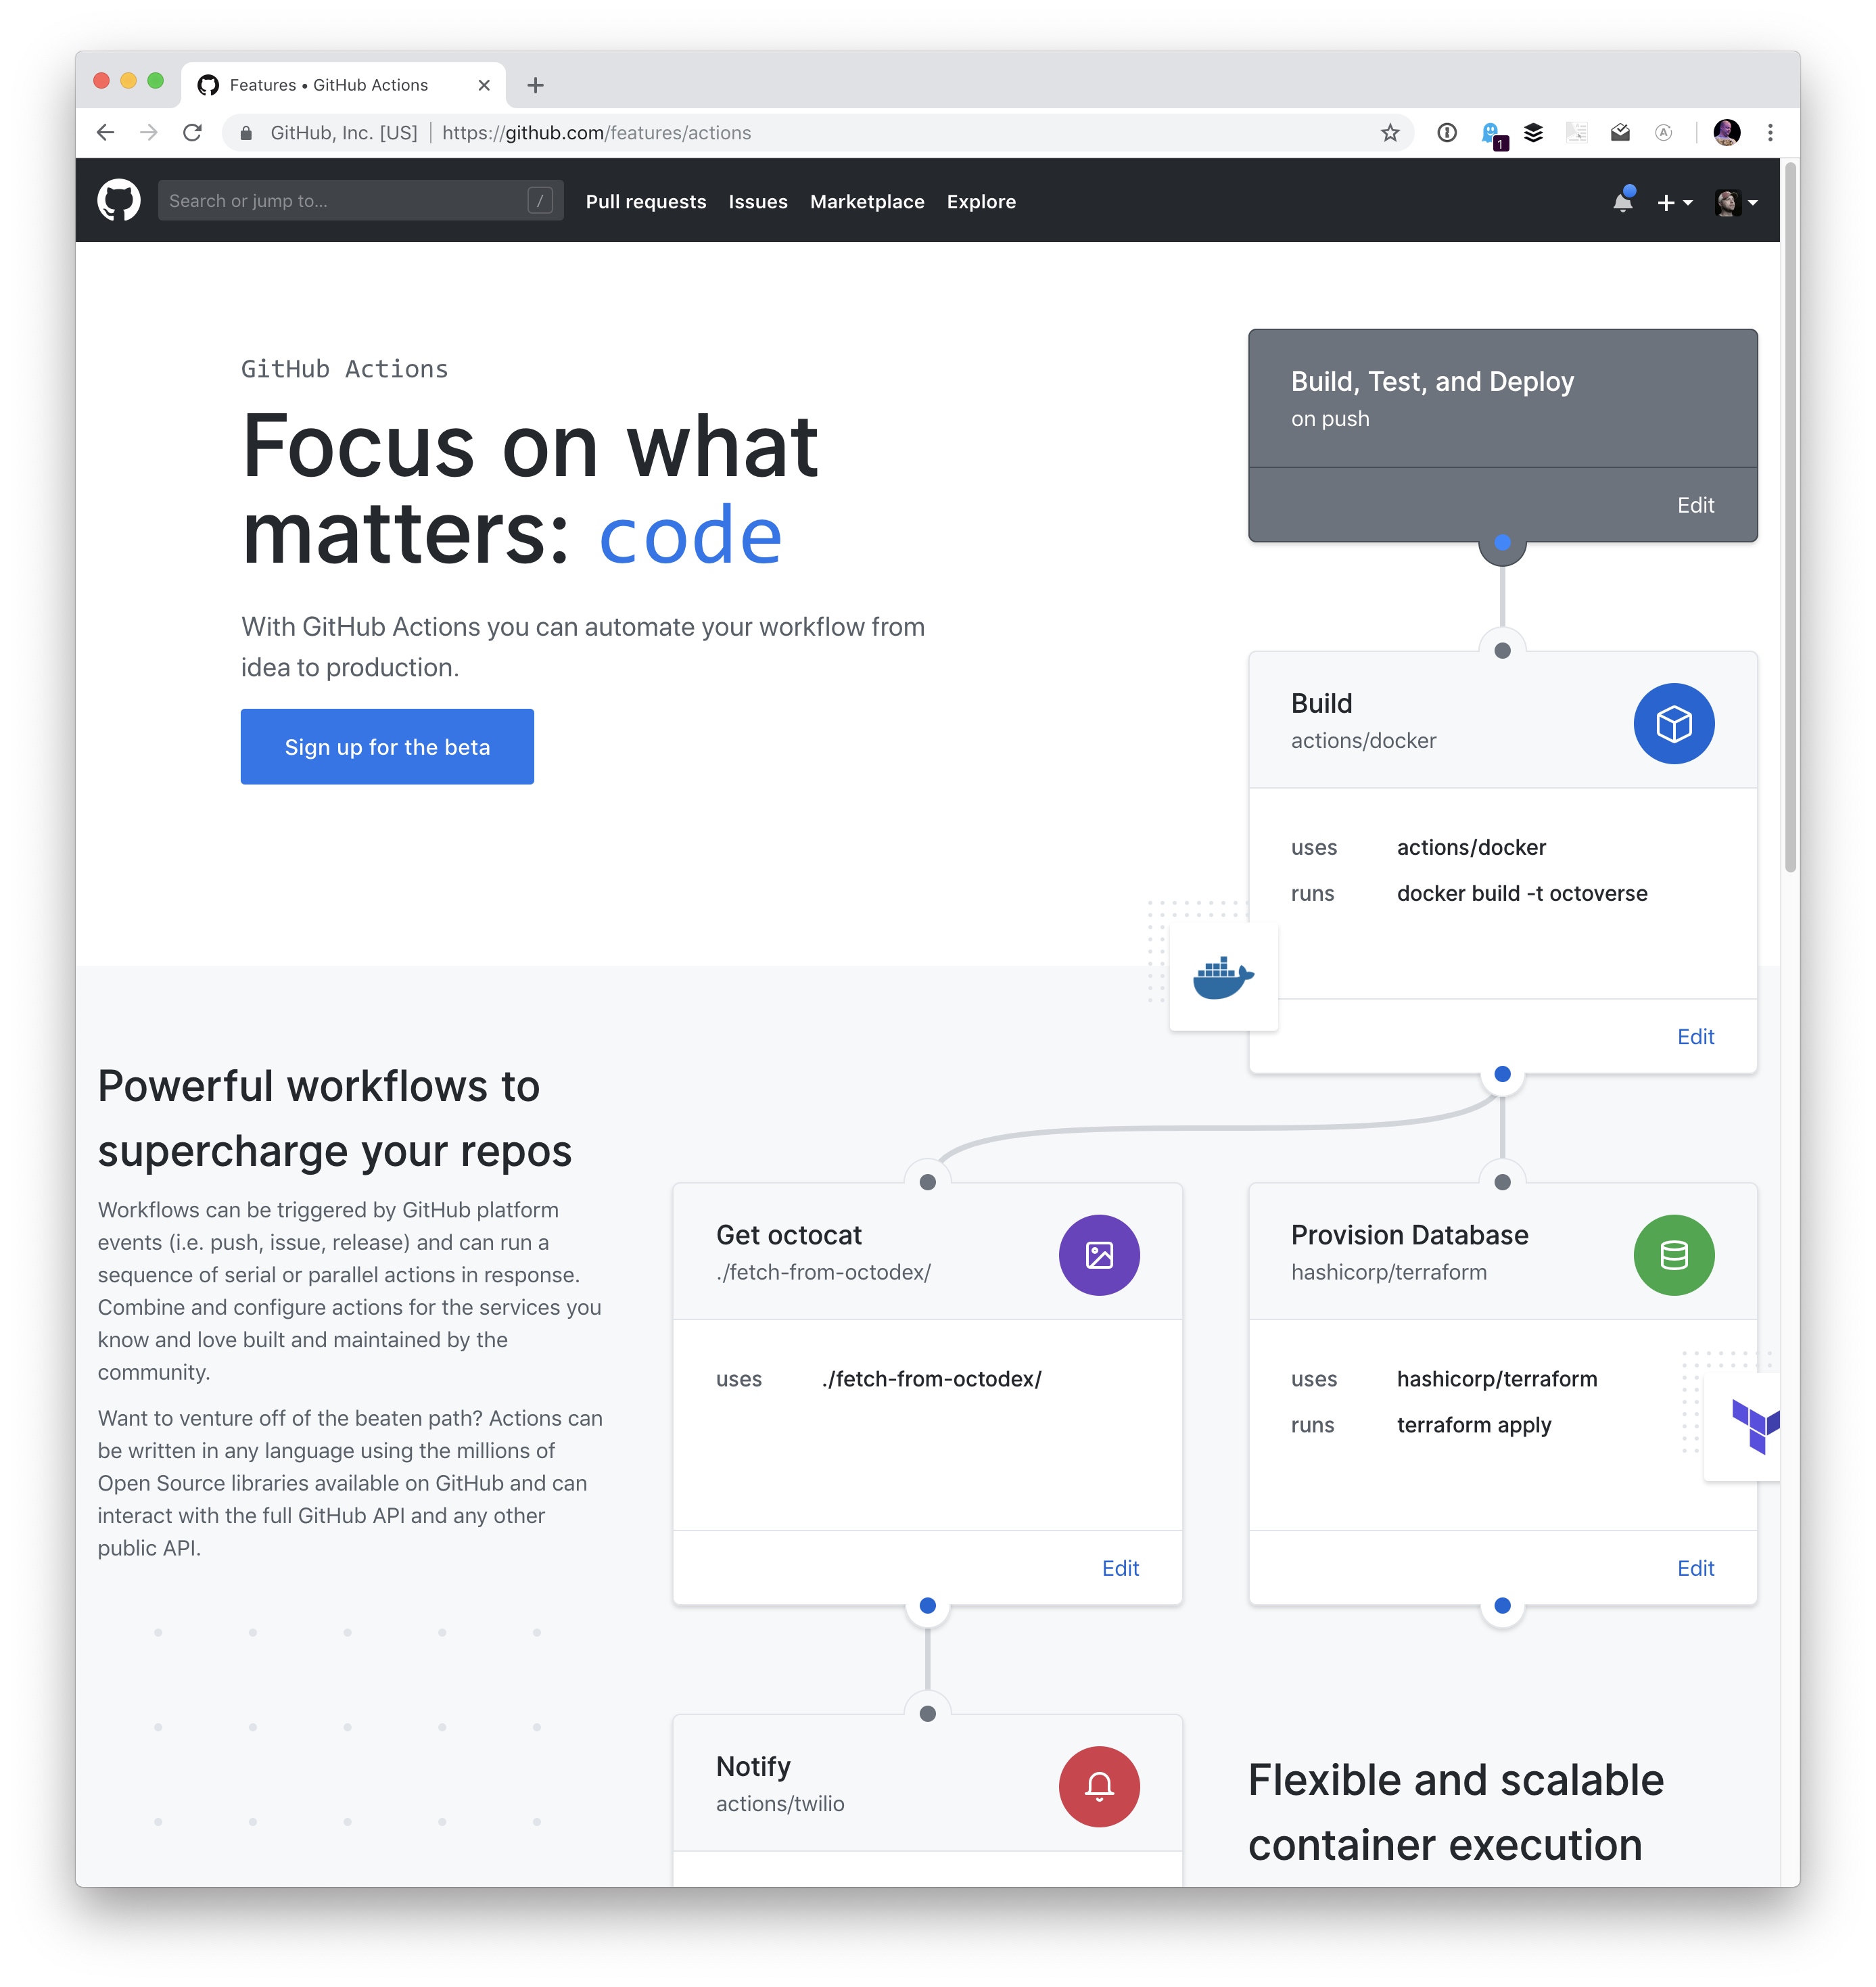 Features • GitHub Actions
GitHub, Inc. [US] | https://github.com/features/actions
1
Search or jump to...
/
Pull requests
Issues
Marketplace
Explore
GitHub Actions
Focus on what
matters: code
With GitHub Actions you can automate your workflow from
idea to production.
Sign up for the beta
Build, Test, and Deploy
on push
Edit
Build
actions/docker
uses actions/docker
runs docker build -t octoverse
Edit
Powerful workflows to
supercharge your repos
Workflows can be triggered by GitHub platform
events (i.e. push, issue, release) and can run a
sequence of serial or parallel actions in response.
Combine and configure actions for the services you
know and love built and maintained by the
community.
Want to venture off of the beaten path? Actions can
be written in any language using the millions of
Open Source libraries available on GitHub and can
interact with the full GitHub API and any other
public API.
Get octocat
./fetch-from-octodex/
uses ./fetch-from-octodex/
Edit
Provision Database
hashicorp/terraform
uses hashicorp/terraform
runs terraform apply
Edit
Notify
actions/twilio
Flexible and scalable
container execution